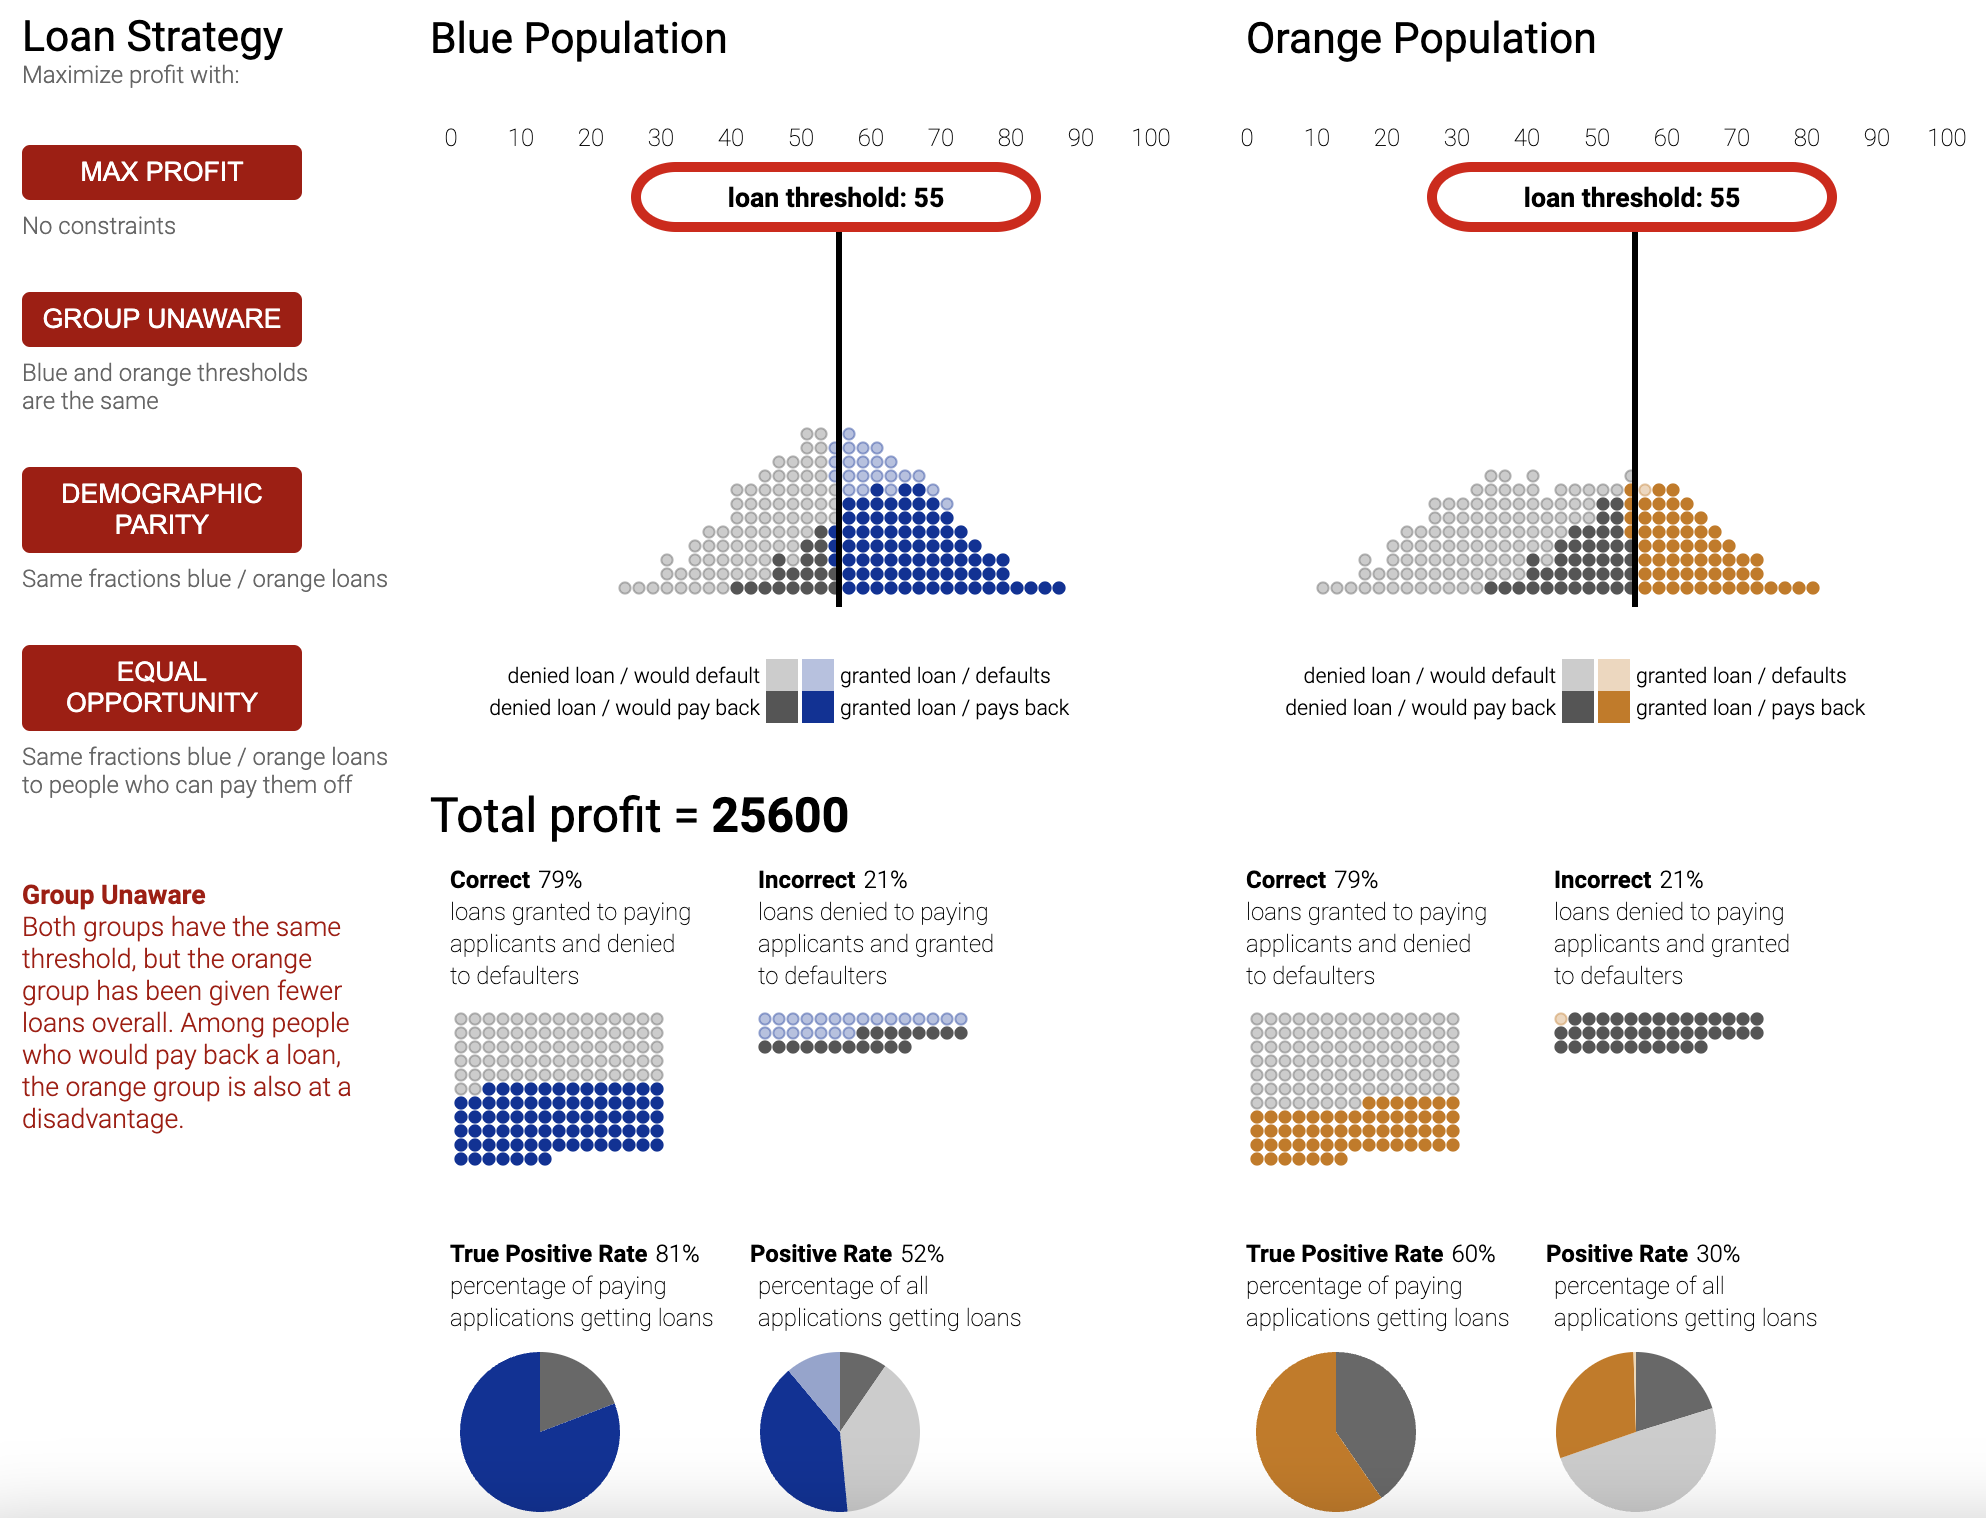 Loan Strategy
Maximize profit with:
MAX PROFIT
No constraints
GROUP UNAWARE
Blue and orange thresholds
are the same
DEMOGRAPHIC
PARITY
Same fractions blue / orange loans
EQUAL
OPPORTUNITY
Same fractions blue / orange loans
to people who can pay them off
Group Unaware
Both groups have the same
threshold, but the orange
group has been given fewer
loans overall. Among people
who would pay back a loan,
the orange group is also at a
disadvantage.
Blue Population
0 10 20 30 40 50 60 70 80 90 100
loan threshold: 55
denied loan / would default
granted loan / defaults
denied loan / would pay back
granted loan / pays back
Orange Population
0 10 20 30 40 50 60 70 80 90 100
loan threshold: 55
denied loan / would default
granted loan / defaults
denied loan / would pay back
granted loan / pays back
Total profit = 25600
Correct 79%
loans granted to paying
applicants and denied
to defaulters
Incorrect 21%
loans denied to paying
applicants and granted
to defaulters
True Positive Rate 81%
percentage of paying
applications getting loans
Positive Rate 52%
percentage of all
applications getting loans
Correct 79%
loans granted to paying
applicants and denied
to defaulters
Incorrect 21%
loans denied to paying
applicants and granted
to defaulters
True Positive Rate 60%
percentage of paying
applications getting loans
Positive Rate 30%
percentage of all
applications getting loans